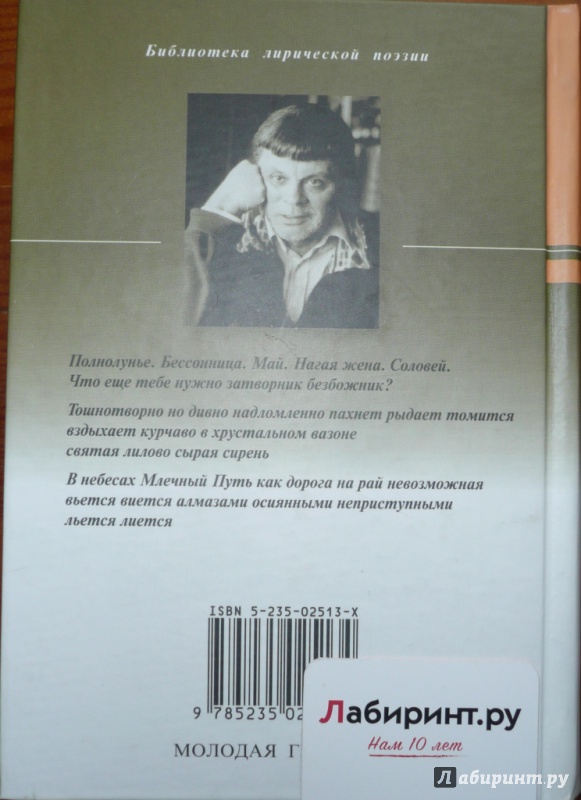 Библиотека лирической поэзии
Полнолунье. Бессонница. Май. Нагая жена. Соловей.
Что еще тебе нужно затворник безбожник?
Тошнотворно но дивно надломленно пахнет рыдает томится
вздыхает курчаво в хрустальном вазоне
святая лилово сырая сирень
В небесах Млечный Путь как дорога на рай невозможная
вьется виется алмазами осиянными неприступными
льется лиется
ISBN 5-235-02513-X
9 785235 02
МОЛОДАЯ Г
Лабиринт.ру
Нам 10 лет
Лабиринт.ру